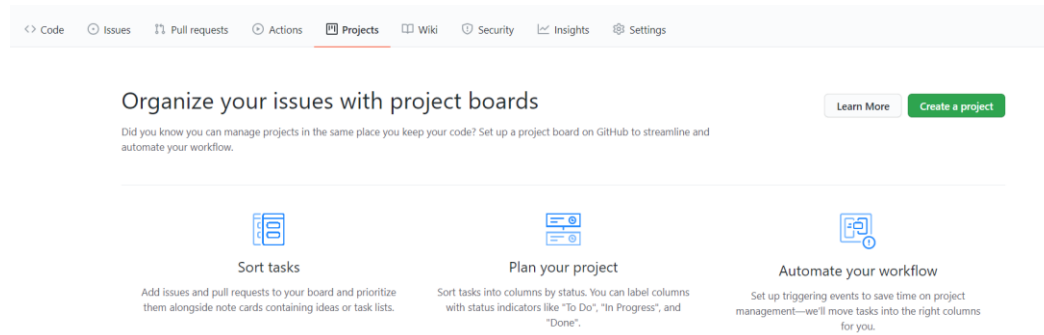 Code Issues Pull requests Actions Projects Wiki Security Insights Settings
Organize your issues with project boards
Learn More Create a project
Did you know you can manage projects in the same place you keep your code? Set up a project board on GitHub to streamline and
automate your workflow.
Sort tasks
Add issues and pull requests to your board and prioritize
them alongside note cards containing ideas or task lists.
Plan your project
Sort tasks into columns by status. You can label columns
with status indicators like "To Do", "In Progress", and
"Done".
Automate your workflow
Set up triggering events to save time on project
management—we'll move tasks into the right columns
for you.